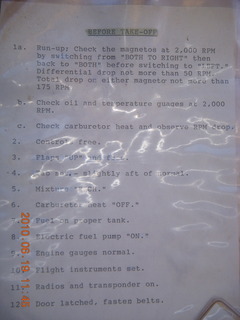 BEFORE TAKE-OFF
1a. Run-up; Check the magnetos at 2,000 RPM
by switching from "BOTH TO RIGHT" then
back to "BOTH" before switching to "LEFT."
Differential drop not more than 50 RPM.
Total drop on either magneto not more than
175 RPM
b. Check oil and temperature guages at 2,000
RPM.
c. Check carburetor heat and observe RPM drop.
2. Controls free.
3. Flaps "UP"
4. slightly aft of normal.
5. Mixture "RICH."
6. Carburetor heat "OFF."
7. Fuel on proper tank.
8. Electric fuel pump "ON."
9. Engine gauges normal.
10. Flight instruments set.
11. Radios and transponder on.
12. Door latched, fasten belts.
2010.08.18 11:45